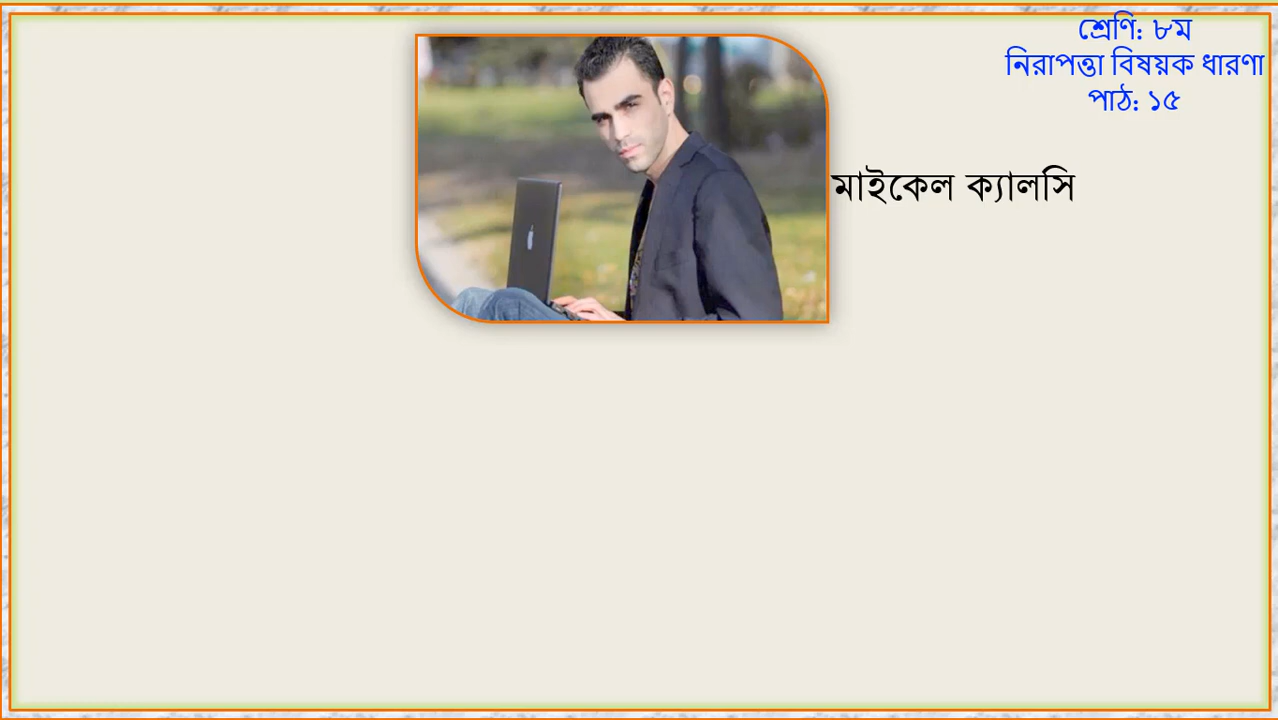 শ্রেণি: ৮ম
নিরাপত্তা বিষয়ক ধারণা
পাঠ: ১৫
মাইকেল ক্যালসি